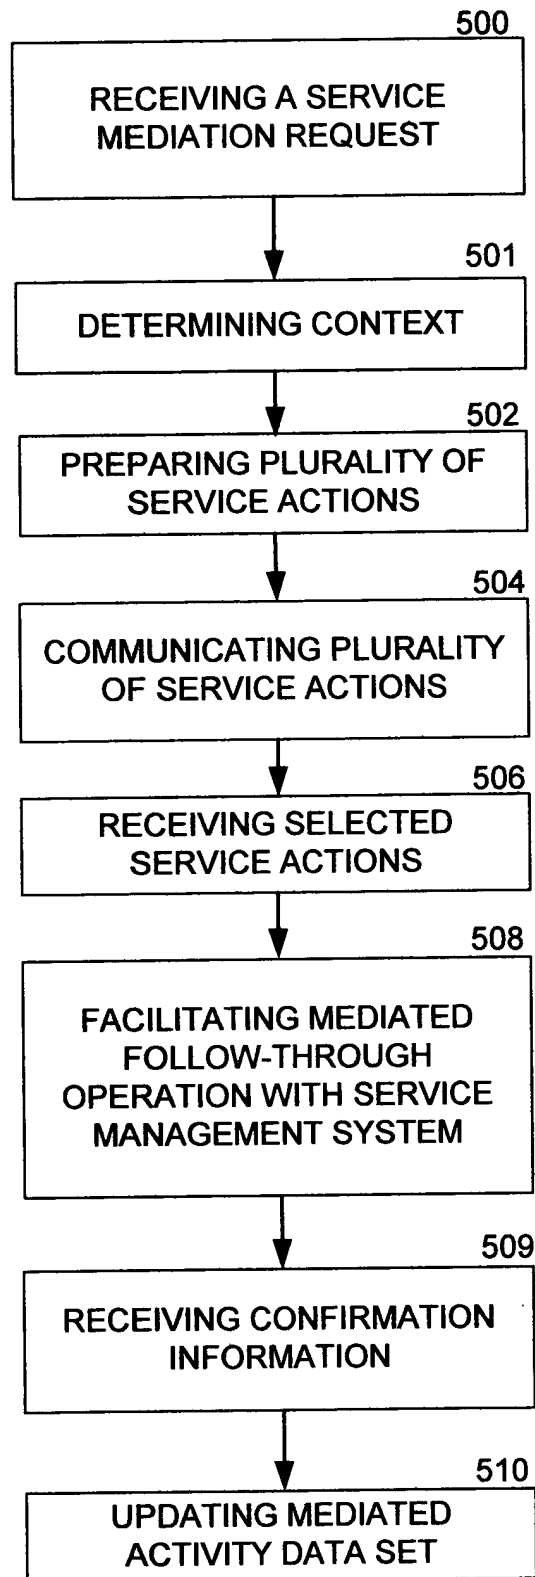 500
RECEIVING A SERVICE
MEDIATION REQUEST
501
DETERMINING CONTEXT
502
PREPARING PLURALITY OF
SERVICE ACTIONS
504
COMMUNICATING PLURALITY
OF SERVICE ACTIONS
506
RECEIVING SELECTED
SERVICE ACTIONS
508
FACILITATING MEDIATED
FOLLOW-THROUGH
OPERATION WITH SERVICE
MANAGEMENT SYSTEM
509
RECEIVING CONFIRMATION
INFORMATION
510
UPDATING MEDIATED
ACTIVITY DATA SET